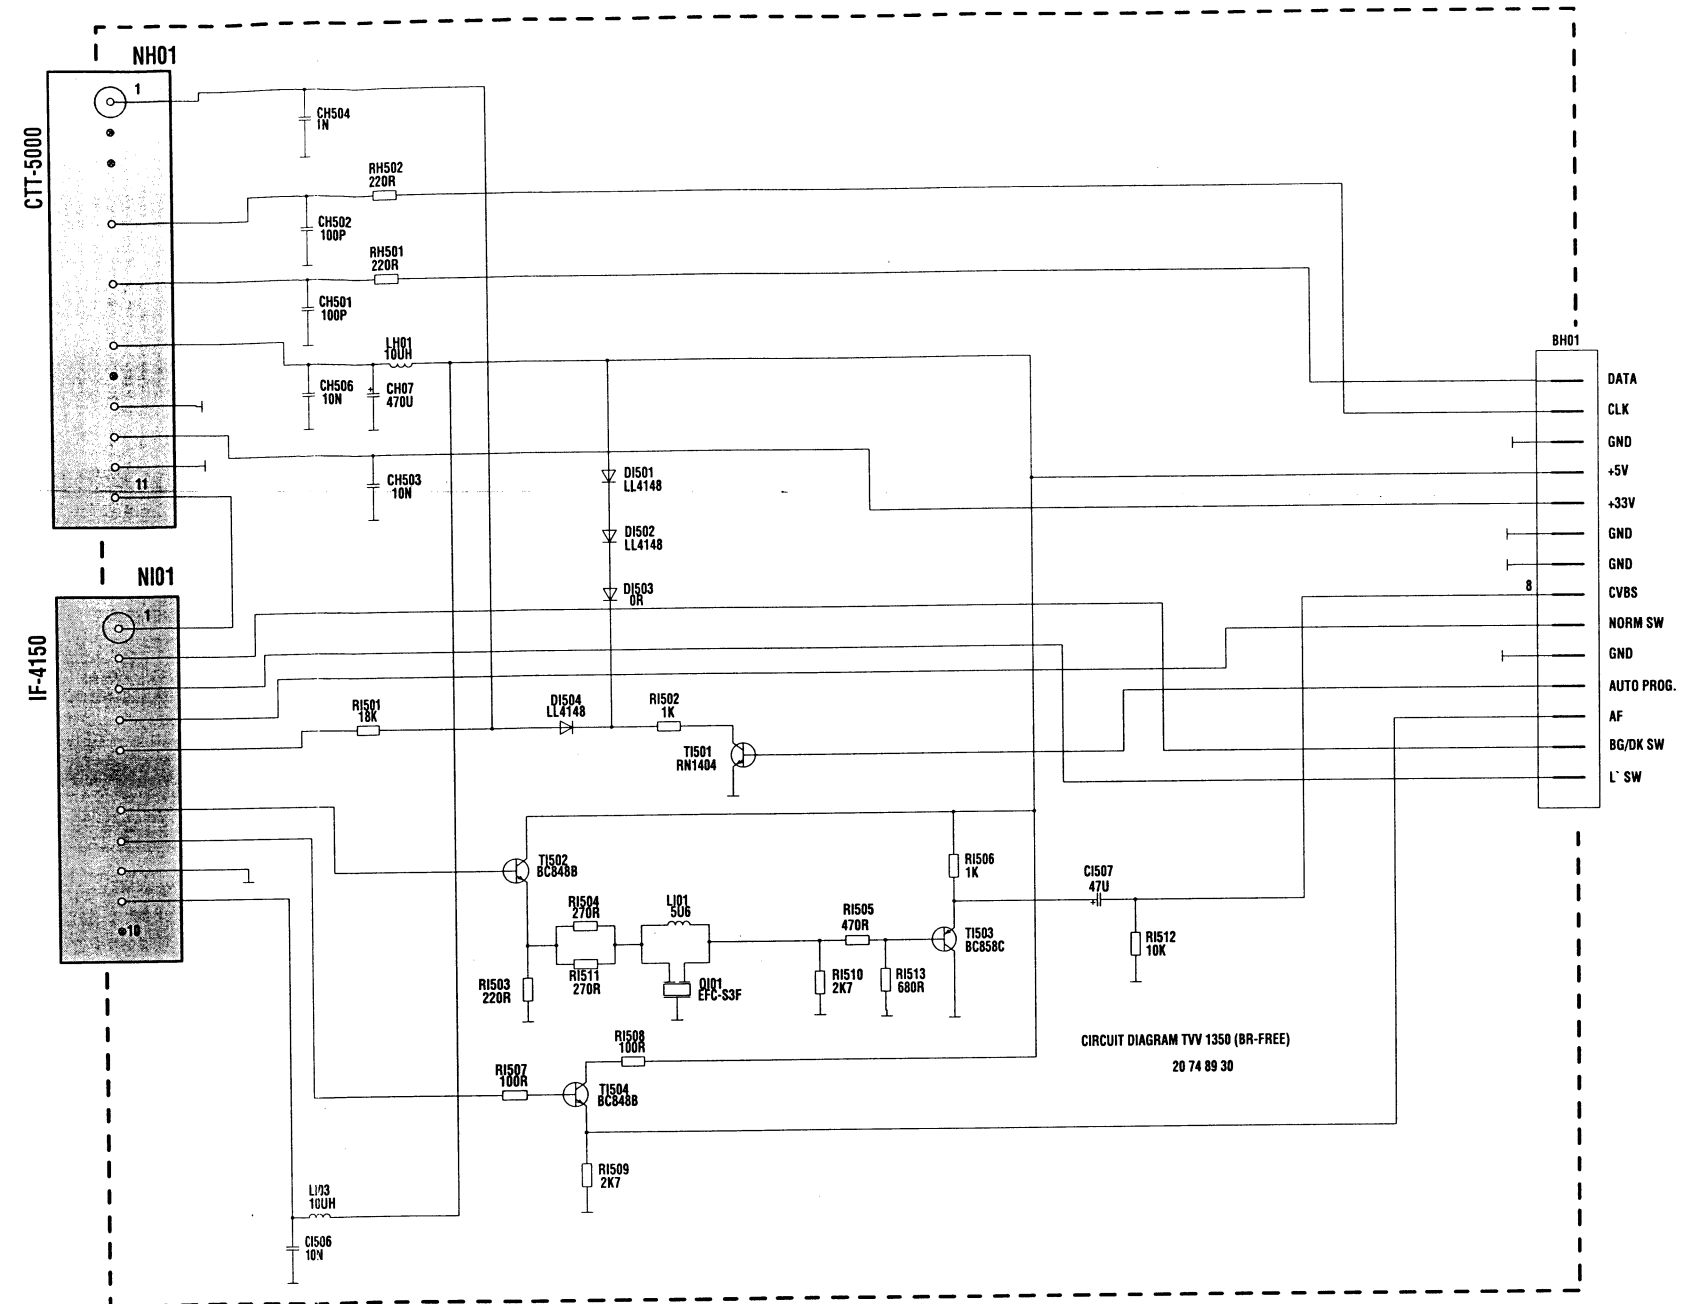 NH01
1
CTT-5000
CH504
1N
RH502
220R
CH502
100P
RH501
220R
CH501
100P
LH01
10UH
CH506
10N
CH07
470U
CH503
10N
11
DI501
LL4148
DI502
LL4148
DI503
0R
BH01
DATA
CLK
GND
+5V
+33V
GND
GND
8
CVBS
NORM SW
GND
AUTO PROG.
AF
BG/DK SW
L` SW
NI01
1
IF-4150
10
RI501
18K
DI504
LL4148
RI502
1K
TI501
RN1404
TI502
BC848B
RI504
270R
LI01
5U6
RI511
270R
RI503
220R
QI01
EFC-S3F
RI505
470R
RI506
1K
TI503
BC858C
RI510
2K7
RI513
680R
CI507
47U
RI512
10K
RI508
100R
RI507
100R
TI504
BC848B
RI509
2K7
LI03
10UH
CI506
10N
CIRCUIT DIAGRAM TVV 1350 (BR-FREE)
20 74 89 30